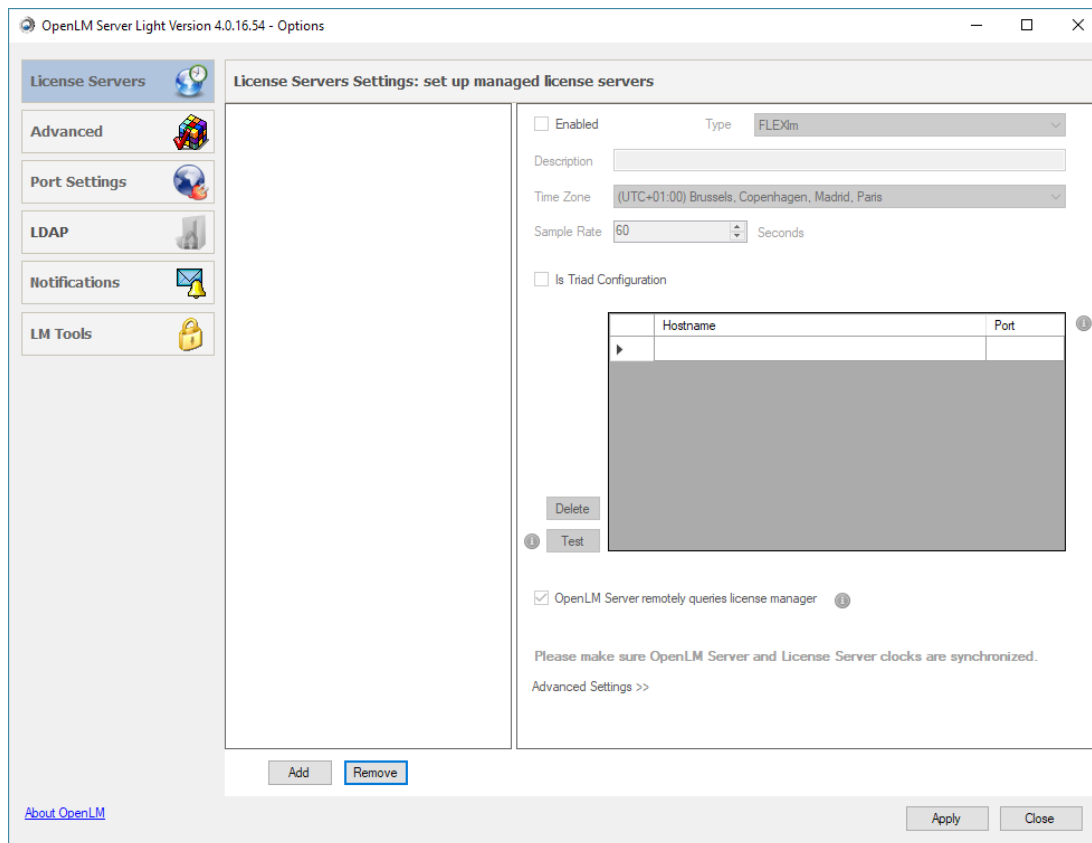 OpenLM Server Light Version 4.0.16.54 - Options
License Servers
Advanced
Port Settings
LDAP
Notifications
LM Tools
License Servers Settings: set up managed license servers
Enabled
Type
FLEXlm
Description
Time Zone
(UTC+01:00) Brussels, Copenhagen, Madrid, Paris
Sample Rate
60
Seconds
Is Triad Configuration
Hostname
Port
Delete
Test
OpenLM Server remotely queries license manager
Please make sure OpenLM Server and License Server clocks are synchronized.
Advanced Settings >>
Add
Remove
About OpenLM
Apply
Close